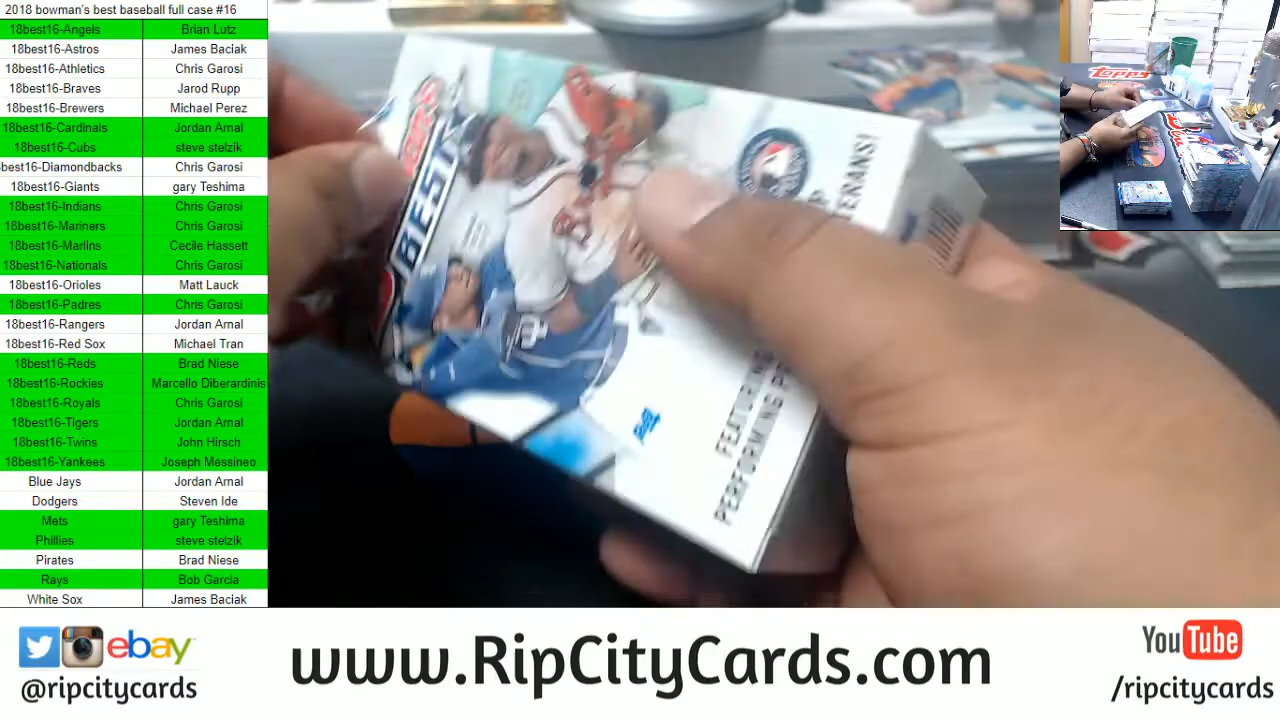 2018 bowman's best baseball full case #16
18best16-Angels Brian Lutz
18best16-Astros James Baciak
18best16-Athletics Chris Garosi
18best16-Braves Jarod Rupp
18best16-Brewers Michael Perez
18best16-Cardinals Jordan Arnal
18best16-Cubs steve stelzik
best16-Diamondbacks Chris Garosi
18best16-Giants gary Teshima
18best16-Indians Chris Garosi
18best16-Mariners Chris Garosi
18best16-Marlins Cecile Hassett
18best16-Nationals Chris Garosi
18best16-Orioles Matt Lauck
18best16-Padres Chris Garosi
18best16-Rangers Jordan Arnal
18best16-Red Sox Michael Tran
18best16-Reds Brad Niese
18best16-Rockies Marcello Diberardinis
18best16-Royals Chris Garosi
18best16-Tigers Jordan Arnal
18best16-Twins John Hirsch
18best16-Yankees Joseph Messineo
Blue Jays Jordan Arnal
Dodgers Steven Ide
Mets gary Teshima
Phillies steve stelzik
Pirates Brad Niese
Rays Bob Garcia
White Sox James Baciak
BEST
TERANS!
FEATURING
PERFORMING
topps
ebay
@ripcitycards
www.RipCityCards.com
YouTube
/ripcitycards